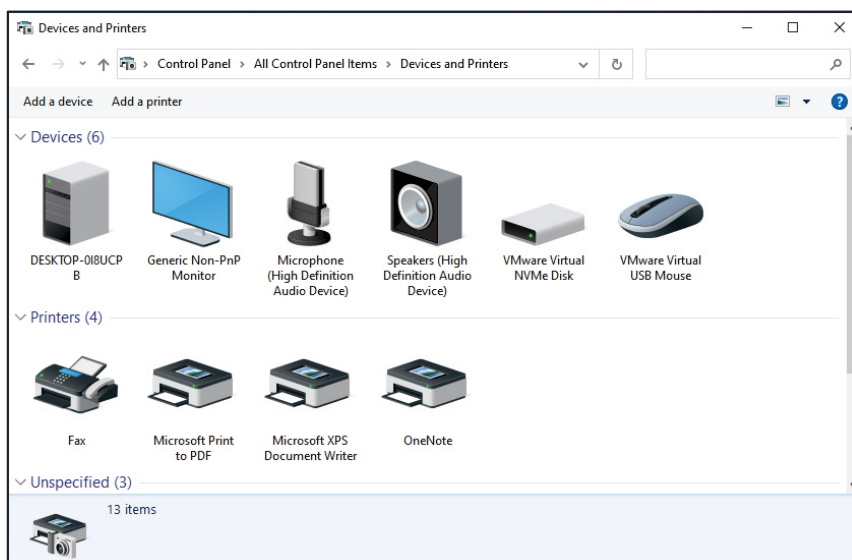 Devices and Printers
Control Panel > All Control Panel Items > Devices and Printers
Add a device Add a printer
?
Devices (6)
DESKTOP-0I8UCP
B
Generic Non-PnP
Monitor
Microphone
(High Definition
Audio Device)
Speakers (High
Definition Audio
Device)
VMware Virtual
NVMe Disk
VMware Virtual
USB Mouse
Printers (4)
Fax
Microsoft Print
to PDF
Microsoft XPS
Document Writer
OneNote
Unspecified (3)
13 items